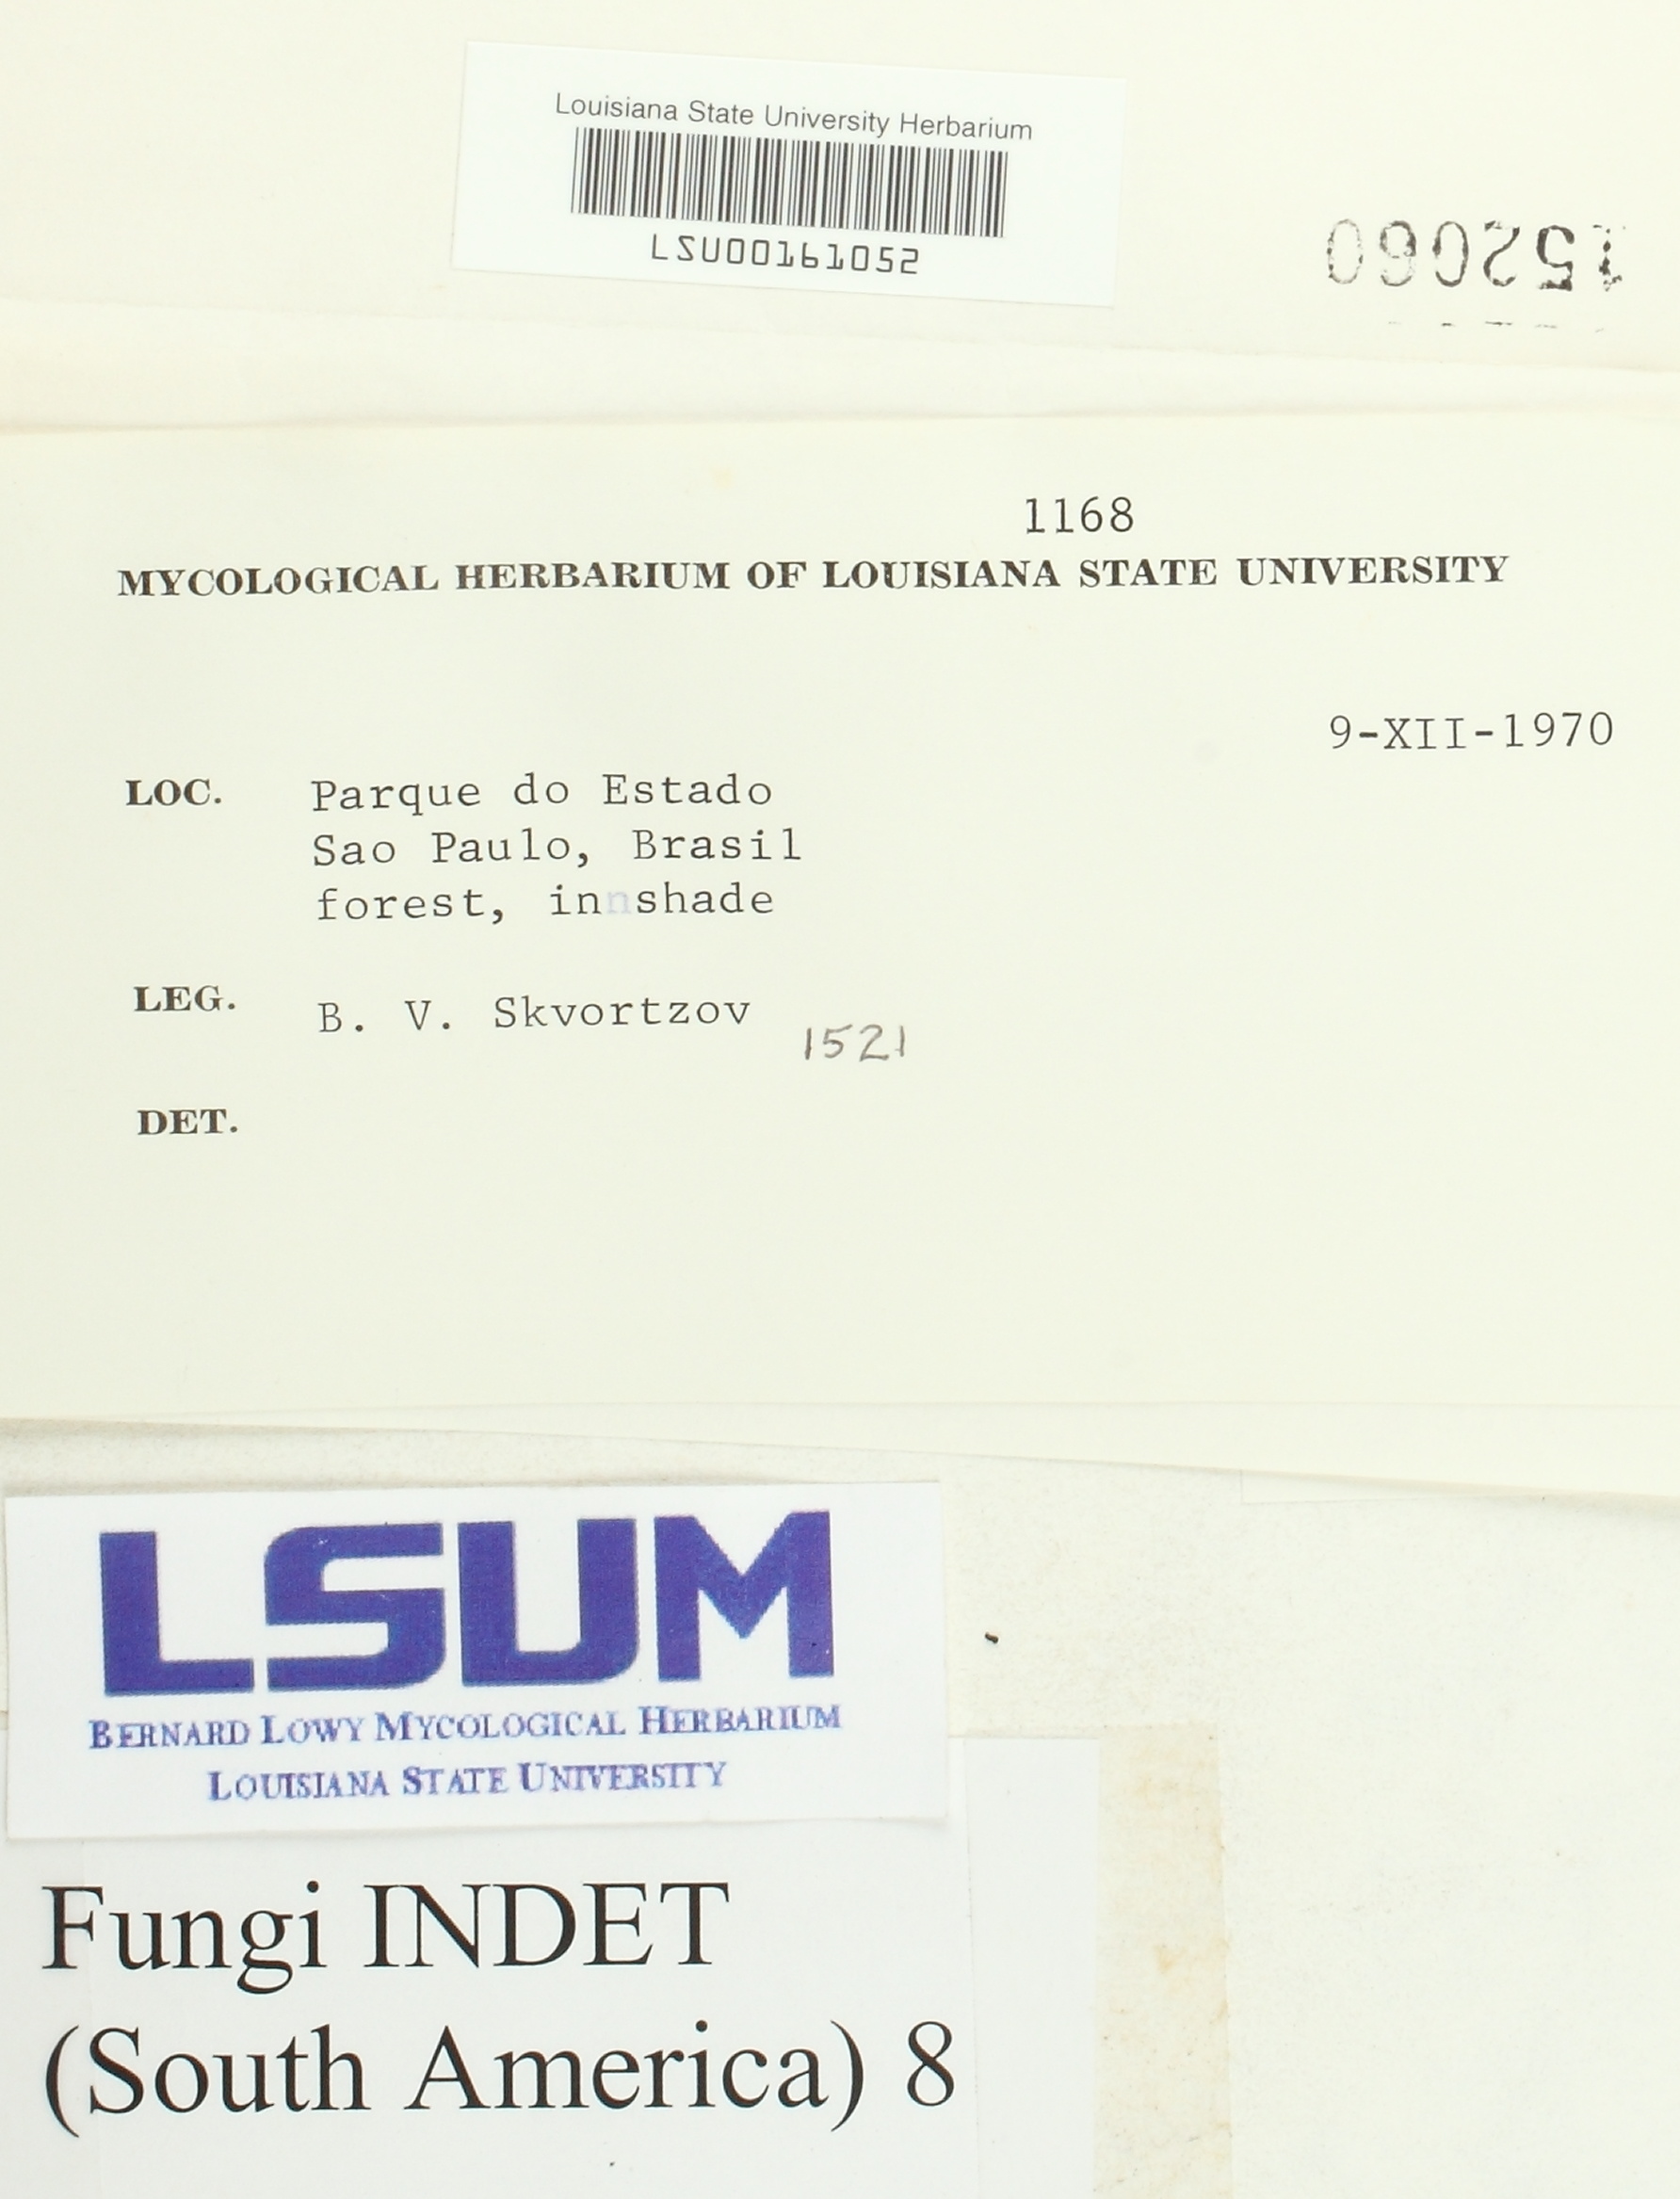 Louisiana State University Herbarium
LSU00161052
152060
1168
MYCOLOGICAL HERBARIUM OF LOUISIANA STATE UNIVERSITY
9-XII-1970
LOC. Parque do Estado
Sao Paulo, Brasil
forest, in shade
LEG. B. V. Skvortzov 1521
DET.
LSUM
BERNARD LOWY MYCOLOGICAL HERBARIUM
LOUISIANA STATE UNIVERSITY
Fungi INDET
(South America) 8